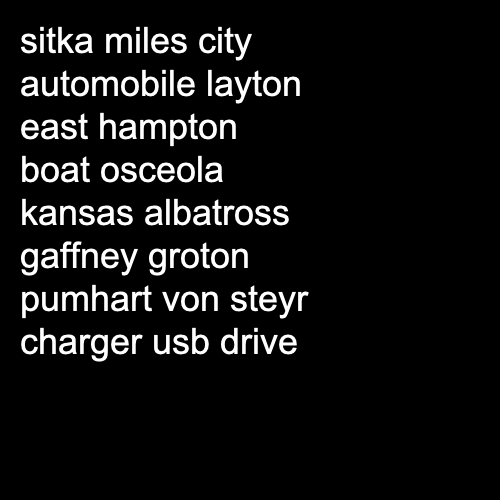 sitka miles city
automobile layton
east hampton
boat osceola
kansas albatross
gaffney groton
pumhart von steyr
charger usb drive